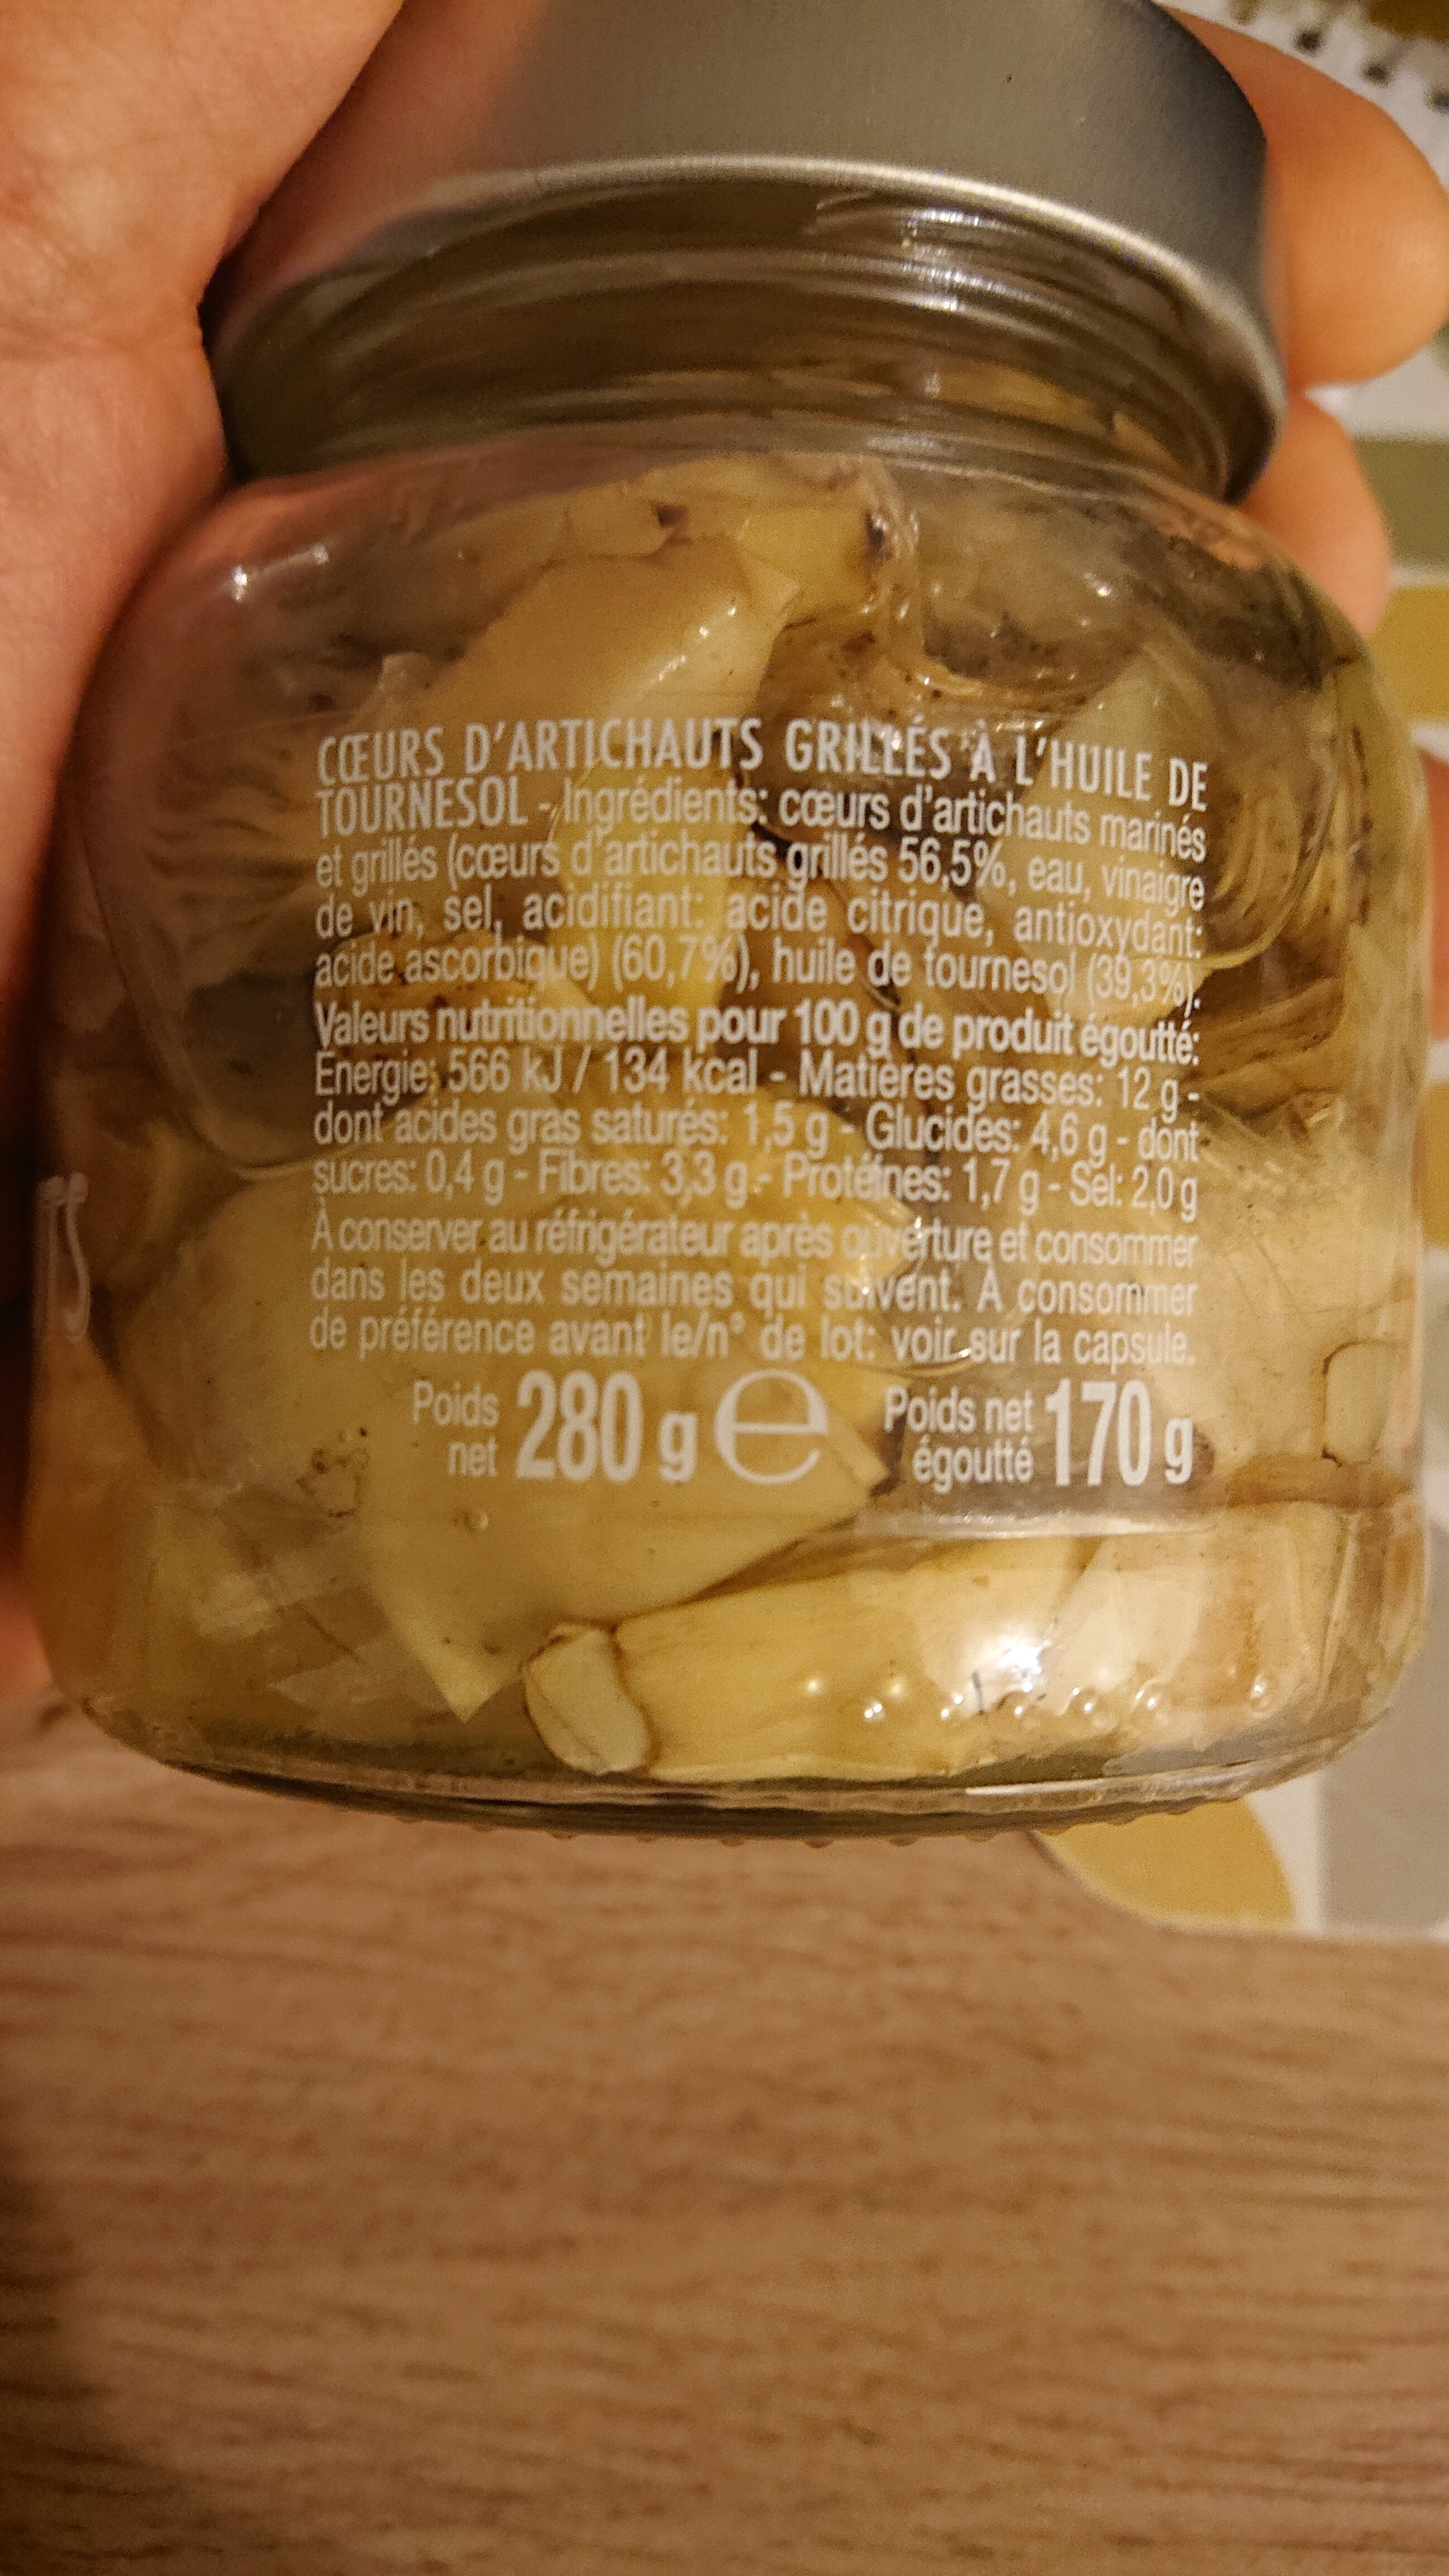 CŒURS D'ARTICHAUTS GRILLÉS À L'HUILE DE
TOURNESOL - Ingrédients: cœurs d'artichauts marinés
et grillés (cœurs d'artichauts grillés 56,5%, eau, vinaigre
de vin, sel, acidifiant: acide citrique, antioxydant:
acide ascorbique) (60,7%), huile de tournesol (39,3%).
Valeurs nutritionnelles pour 100 g de produit égoutté:
Énergie: 566 kJ / 134 kcal - Matières grasses: 12 g -
dont acides gras saturés: 1,5 g - Glucides: 4,6 g - dont
sucres: 0,4 g - Fibres: 3,3 g - Protéines: 1,7 g - Sel: 2,0 g
À conserver au réfrigérateur après ouverture et consommer
dans les deux semaines qui suivent. À consommer
de préférence avant le/n° de lot: voir sur la capsule.
Poids net 280 g e Poids net égoutté 170 g